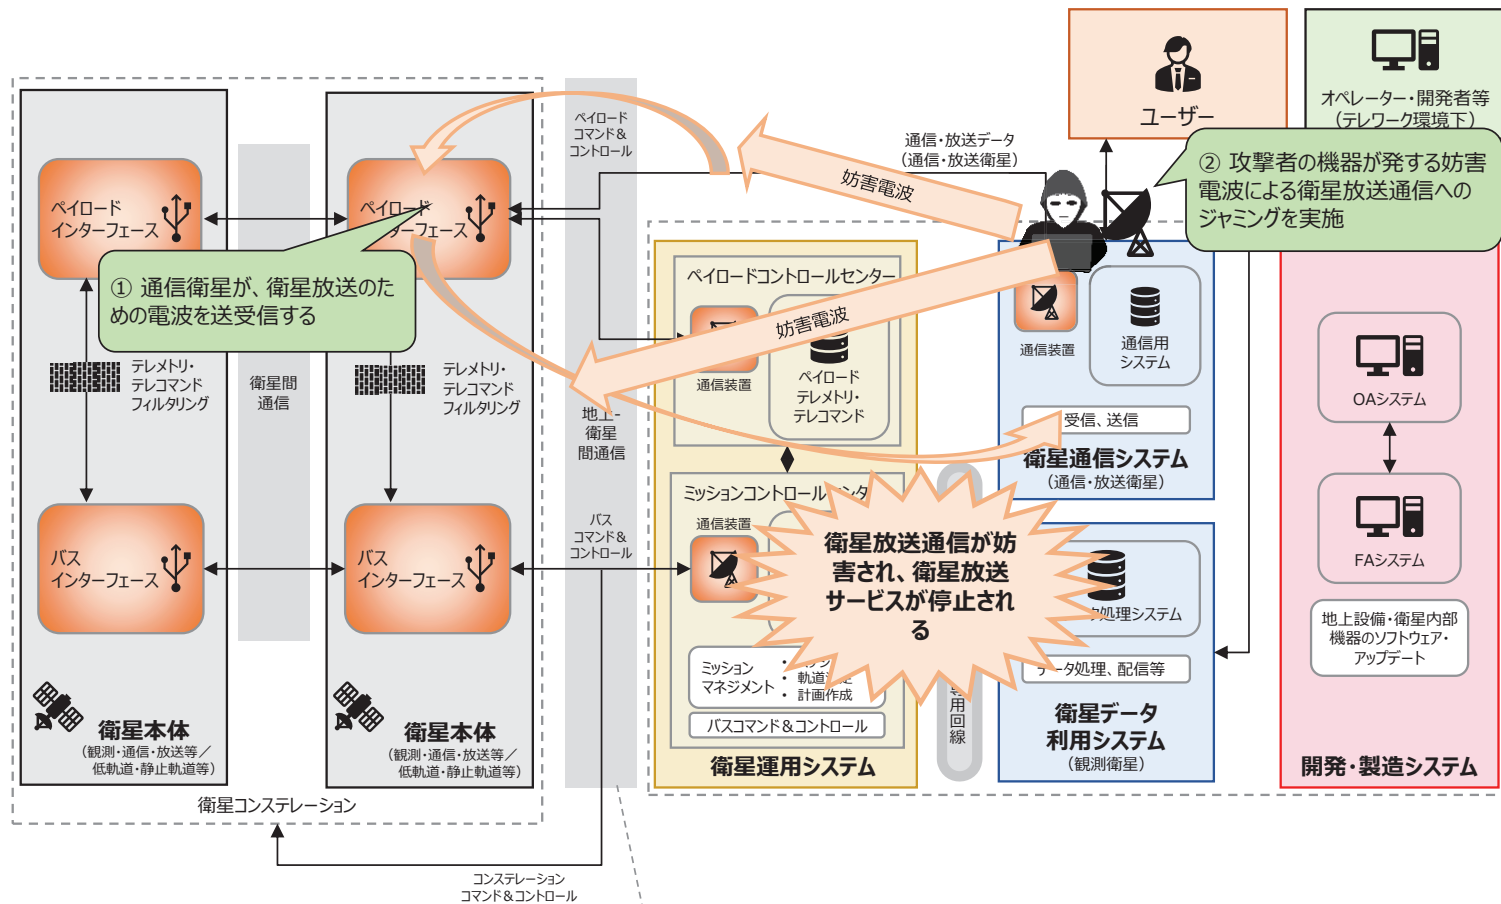 ユーザー
オペレーター・開発者等
(テレワーク環境下)
ペイロード
コマンド＆
コントロール
通信・放送データ
(通信・放送衛星)
妨害電波
② 攻撃者の機器が発する妨害
電波による衛星放送通信への
ジャミングを実施
ペイロード
インターフェース
ペイロード
ターフェース
① 通信衛星が、衛星放送のた
めの電波を送受信する
ペイロードコントロールセンター
妨害電波
通信装置
ペイロード
テレメトリ・
テレコマンド
通信装置
通信用
システム
受信、送信
衛星通信システム
(通信・放送衛星)
テレメトリ・
テレコマンド
フィルタリング
衛星間
通信
テレメトリ・
テレコマンド
フィルタリング
地上-
衛星
間通信
OAシステム
FAシステム
地上設備・衛星内部
機器のソフトウェア・
アップデート
開発・製造システム
バス
インターフェース
バス
インターフェース
バス
コマンド＆
コントロール
ミッションコントロールセンタ
通信装置
衛星放送通信が妨
害され、衛星放送
サービスが停止され
る
処理システム
データ処理、配信等
ミッション
マネジメント
・ 軌道
・ 計画作成
バスコマンド＆コントロール
衛星運用システム
専用回線
衛星データ
利用システム
(観測衛星)
衛星本体
(観測・通信・放送等／
低軌道・静止軌道等)
衛星本体
(観測・通信・放送等／
低軌道・静止軌道等)
衛星コンステレーション
コンステレーション
コマンド＆コントロール